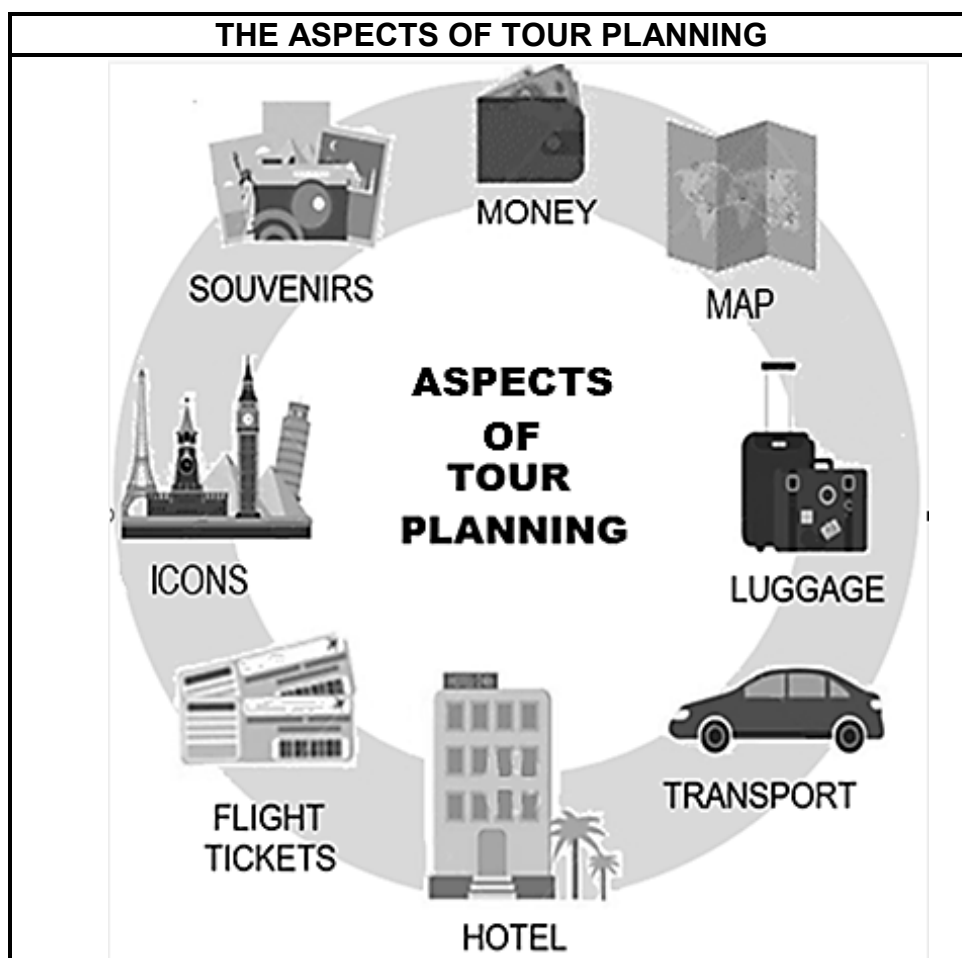 THE ASPECTS OF TOUR PLANNING
MONEY
SOUVENIRS
MAP
ASPECTS
OF
TOUR
PLANNING
ICONS
LUGGAGE
FLIGHT
TICKETS
TRANSPORT
HOTEL